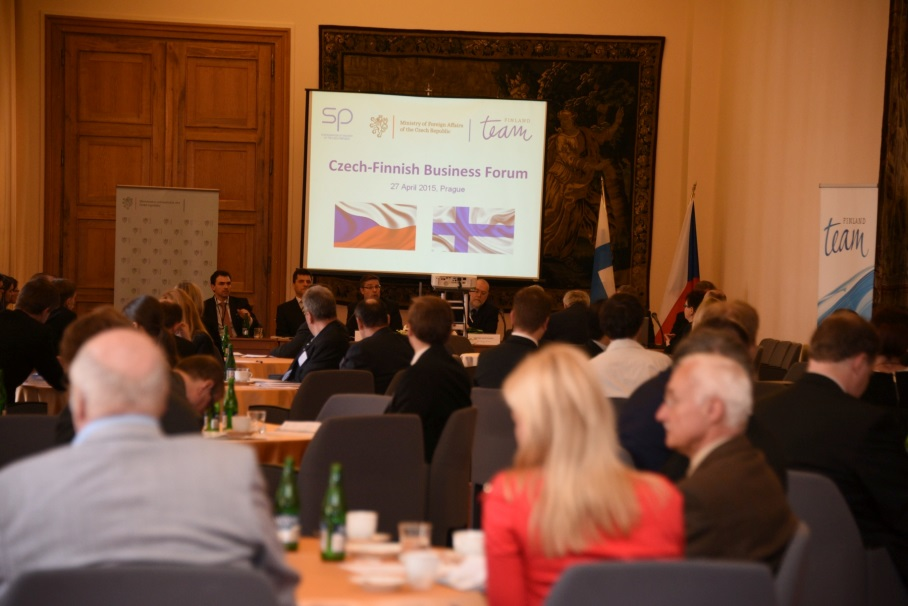 sp
Ministry of Foreign Affairs
of the Czech Republic
FINLAND
team
Czech-Finnish Business Forum
27 April 2015, Prague
FINLAND
team